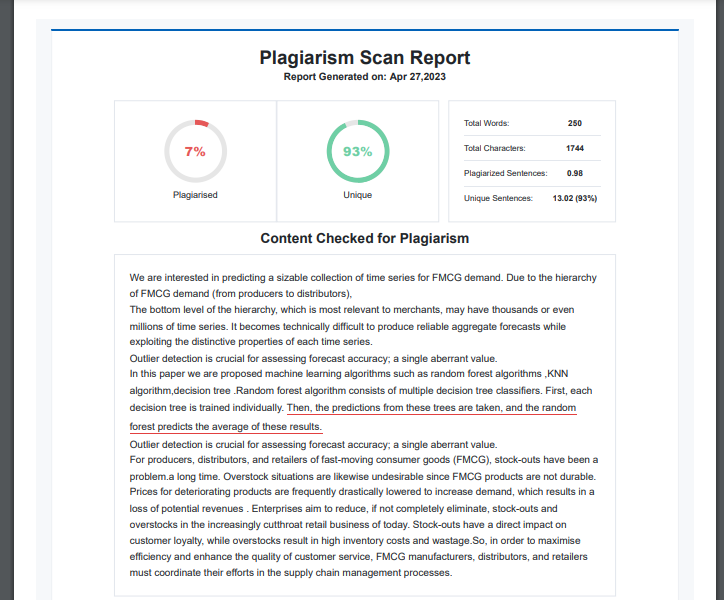 Plagiarism Scan Report
Report Generated on: Apr 27,2023
7%
Plagiarised
93%
Unique
Total Words: 250
Total Characters: 1744
Plagiarized Sentences: 0.98
Unique Sentences: 13.02 (93%)
Content Checked for Plagiarism
We are interested in predicting a sizable collection of time series for FMCG demand. Due to the hierarchy
of FMCG demand (from producers to distributors),
The bottom level of the hierarchy, which is most relevant to merchants, may have thousands or even
millions of time series. It becomes technically difficult to produce reliable aggregate forecasts while
exploiting the distinctive properties of each time series.
Outlier detection is crucial for assessing forecast accuracy; a single aberrant value.
In this paper we are proposed machine learning algorithms such as random forest algorithms ,KNN
algorithm,decision tree .Random forest algorithm consists of multiple decision tree classifiers. First, each
decision tree is trained individually. Then, the predictions from these trees are taken, and the random
forest predicts the average of these results.
Outlier detection is crucial for assessing forecast accuracy; a single aberrant value.
For producers, distributors, and retailers of fast-moving consumer goods (FMCG), stock-outs have been a
problem.a long time. Overstock situations are likewise undesirable since FMCG products are not durable.
Prices for deteriorating products are frequently drastically lowered to increase demand, which results in a
loss of potential revenues . Enterprises aim to reduce, if not completely eliminate, stock-outs and
overstocks in the increasingly cutthroat retail business of today. Stock-outs have a direct impact on
customer loyalty, while overstocks result in high inventory costs and wastage.So, in order to maximise
efficiency and enhance the quality of customer service, FMCG manufacturers, distributors, and retailers
must coordinate their efforts in the supply chain management processes.